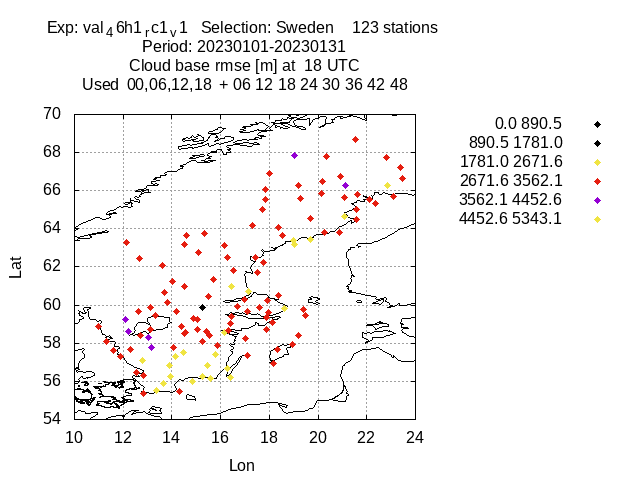 Exp: val46h1rc1v1 Selection: Sweden 123 stations
Period: 20230101-20230131
Cloud base rmse [m] at 18 UTC
Used 00,06,12,18 + 06 12 18 24 30 36 42 48
70
68
66
64
62
60
58
56
54
10 12 14 16 18 20 22 24
Lat
Lon
0.0 890.5
890.5 1781.0
1781.0 2671.6
2671.6 3562.1
3562.1 4452.6
4452.6 5343.1